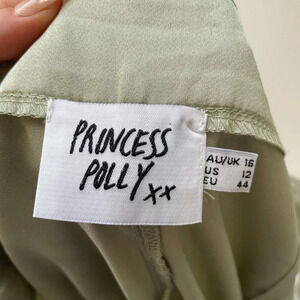 PRINCESS
POLLY xx
AU/UK 16
US 12
EU 44